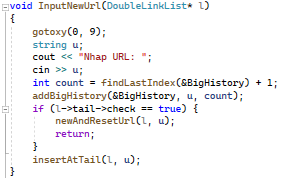 void InputNewUrl(DoubleLinkList* l)
{
    gotoxy(0, 9);
    string u;
    cout << "Nhap URL: ";
    cin >> u;
    int count = findLastIndex(&BigHistory) + 1;
    addBigHistory(&BigHistory, u, count);
    if (l->tail->check == true) {
        newAndResetUrl(l, u);
        return;
    }
    insertAtTail(l, u);
}